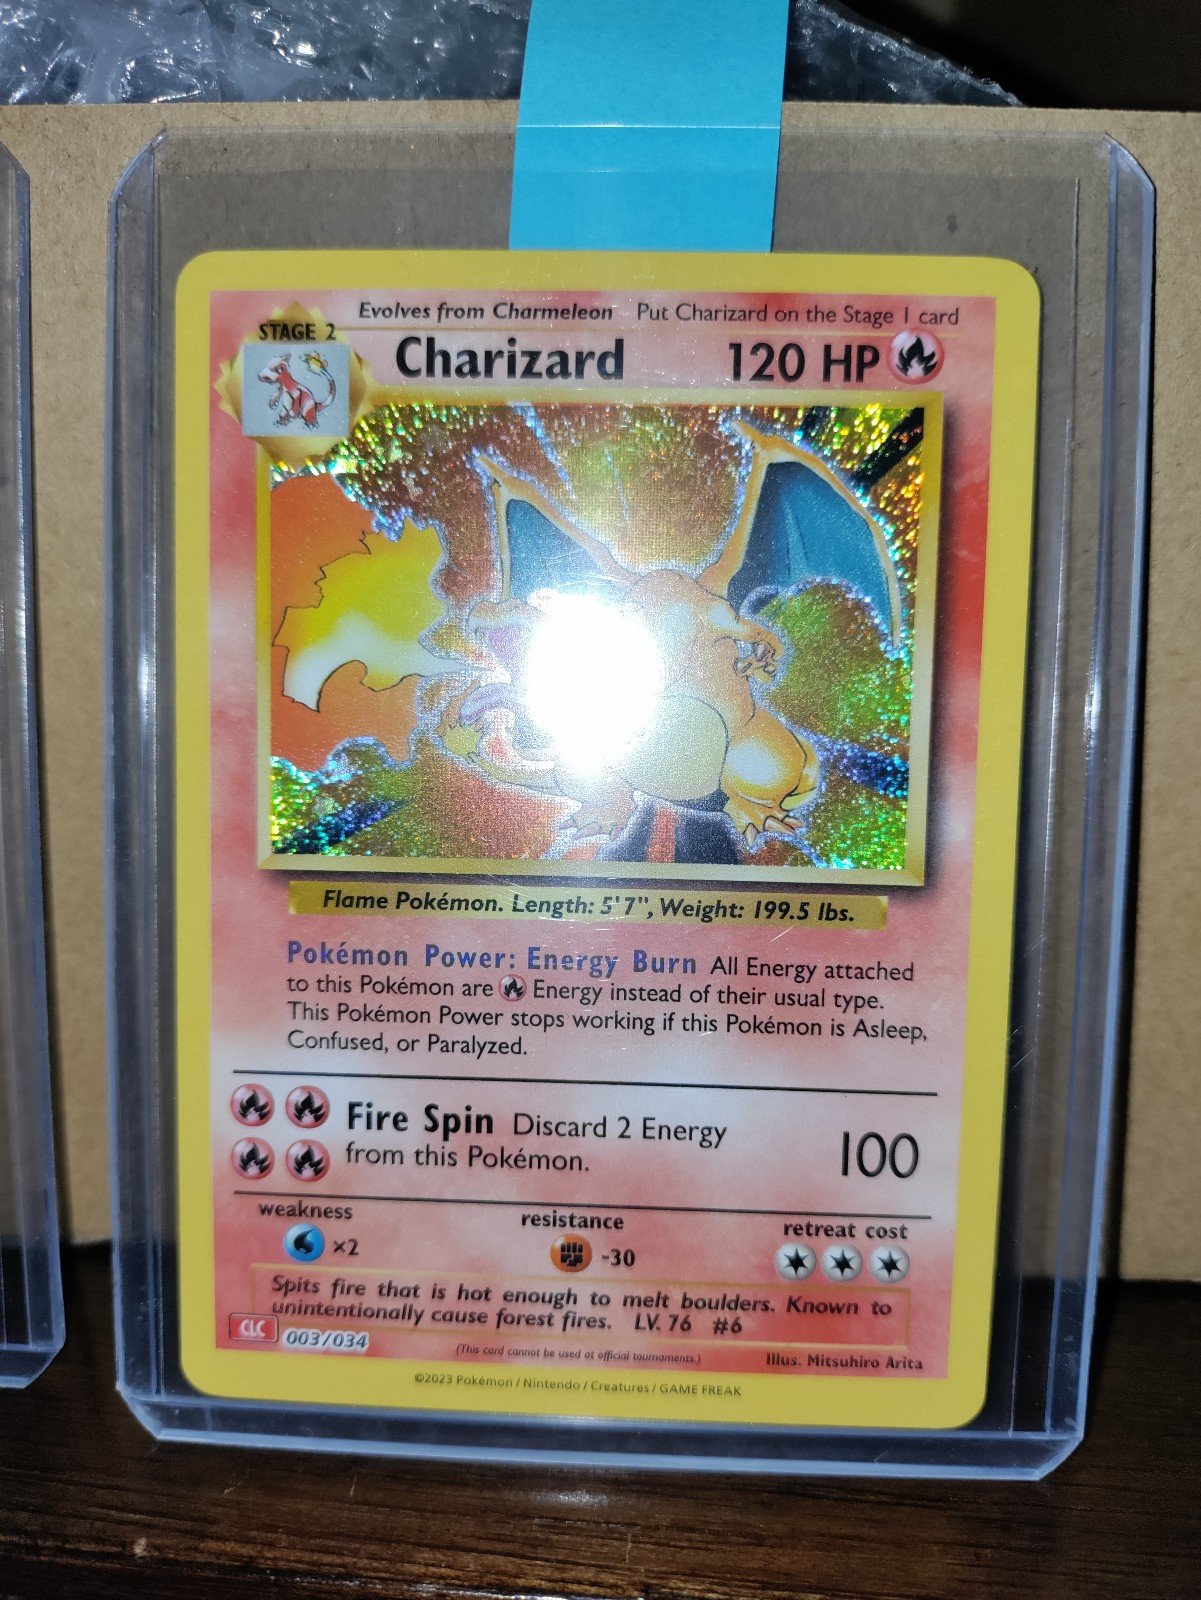 Evolves from Charmeleon Put Charizard on the Stage 1 card
STAGE 2
Charizard 120 HP
Flame Pokémon. Length: 5'7", Weight: 199.5 lbs.
Pokémon Power: Energy Burn All Energy attached
to this Pokémon are Energy instead of their usual type.
This Pokémon Power stops working if this Pokémon is Asleep,
Confused, or Paralyzed.
Fire Spin Discard 2 Energy
from this Pokémon.
100
weakness resistance retreat cost
×2 -30
Spits fire that is hot enough to melt boulders. Known to
unintentionally cause forest fires. LV. 76 #6
CLC 003/034
(This card cannot be used at official tournaments.)
Illus. Mitsuhiro Arita
©2023 Pokémon / Nintendo / Creatures / GAME FREAK